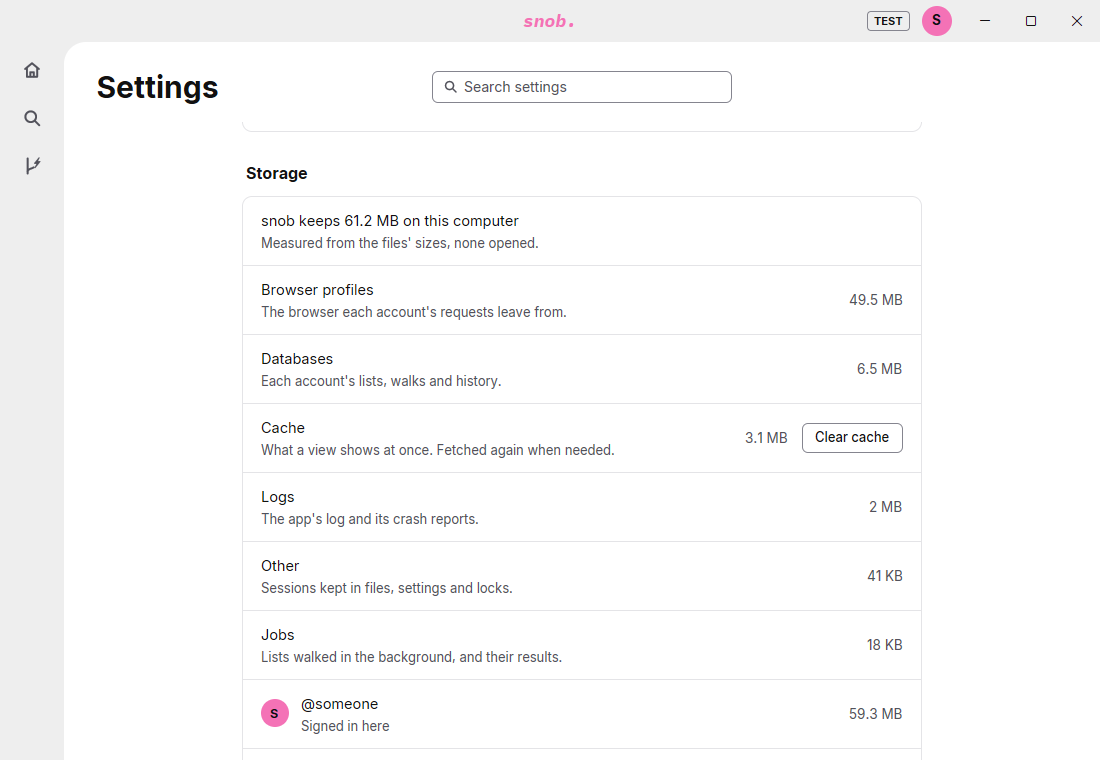 snob.
TEST
S
Settings
Search settings
Storage
snob keeps 61.2 MB on this computer
Measured from the files' sizes, none opened.
Browser profiles
The browser each account's requests leave from.
49.5 MB
Databases
Each account's lists, walks and history.
6.5 MB
Cache
What a view shows at once. Fetched again when needed.
3.1 MB
Clear cache
Logs
The app's log and its crash reports.
2 MB
Other
Sessions kept in files, settings and locks.
41 KB
Jobs
Lists walked in the background, and their results.
18 KB
S
@someone
Signed in here
59.3 MB